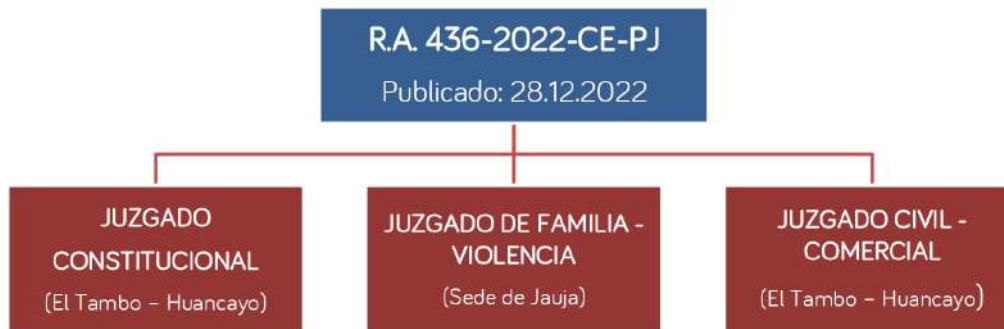 R.A. 436-2022-CE-PJ
Publicado: 28.12.2022
JUZGADO
CONSTITUCIONAL
(El Tambo – Huancayo)
JUZGADO DE FAMILIA -
VIOLENCIA
(Sede de Jauja)
JUZGADO CIVIL -
COMERCIAL
(El Tambo – Huancayo)